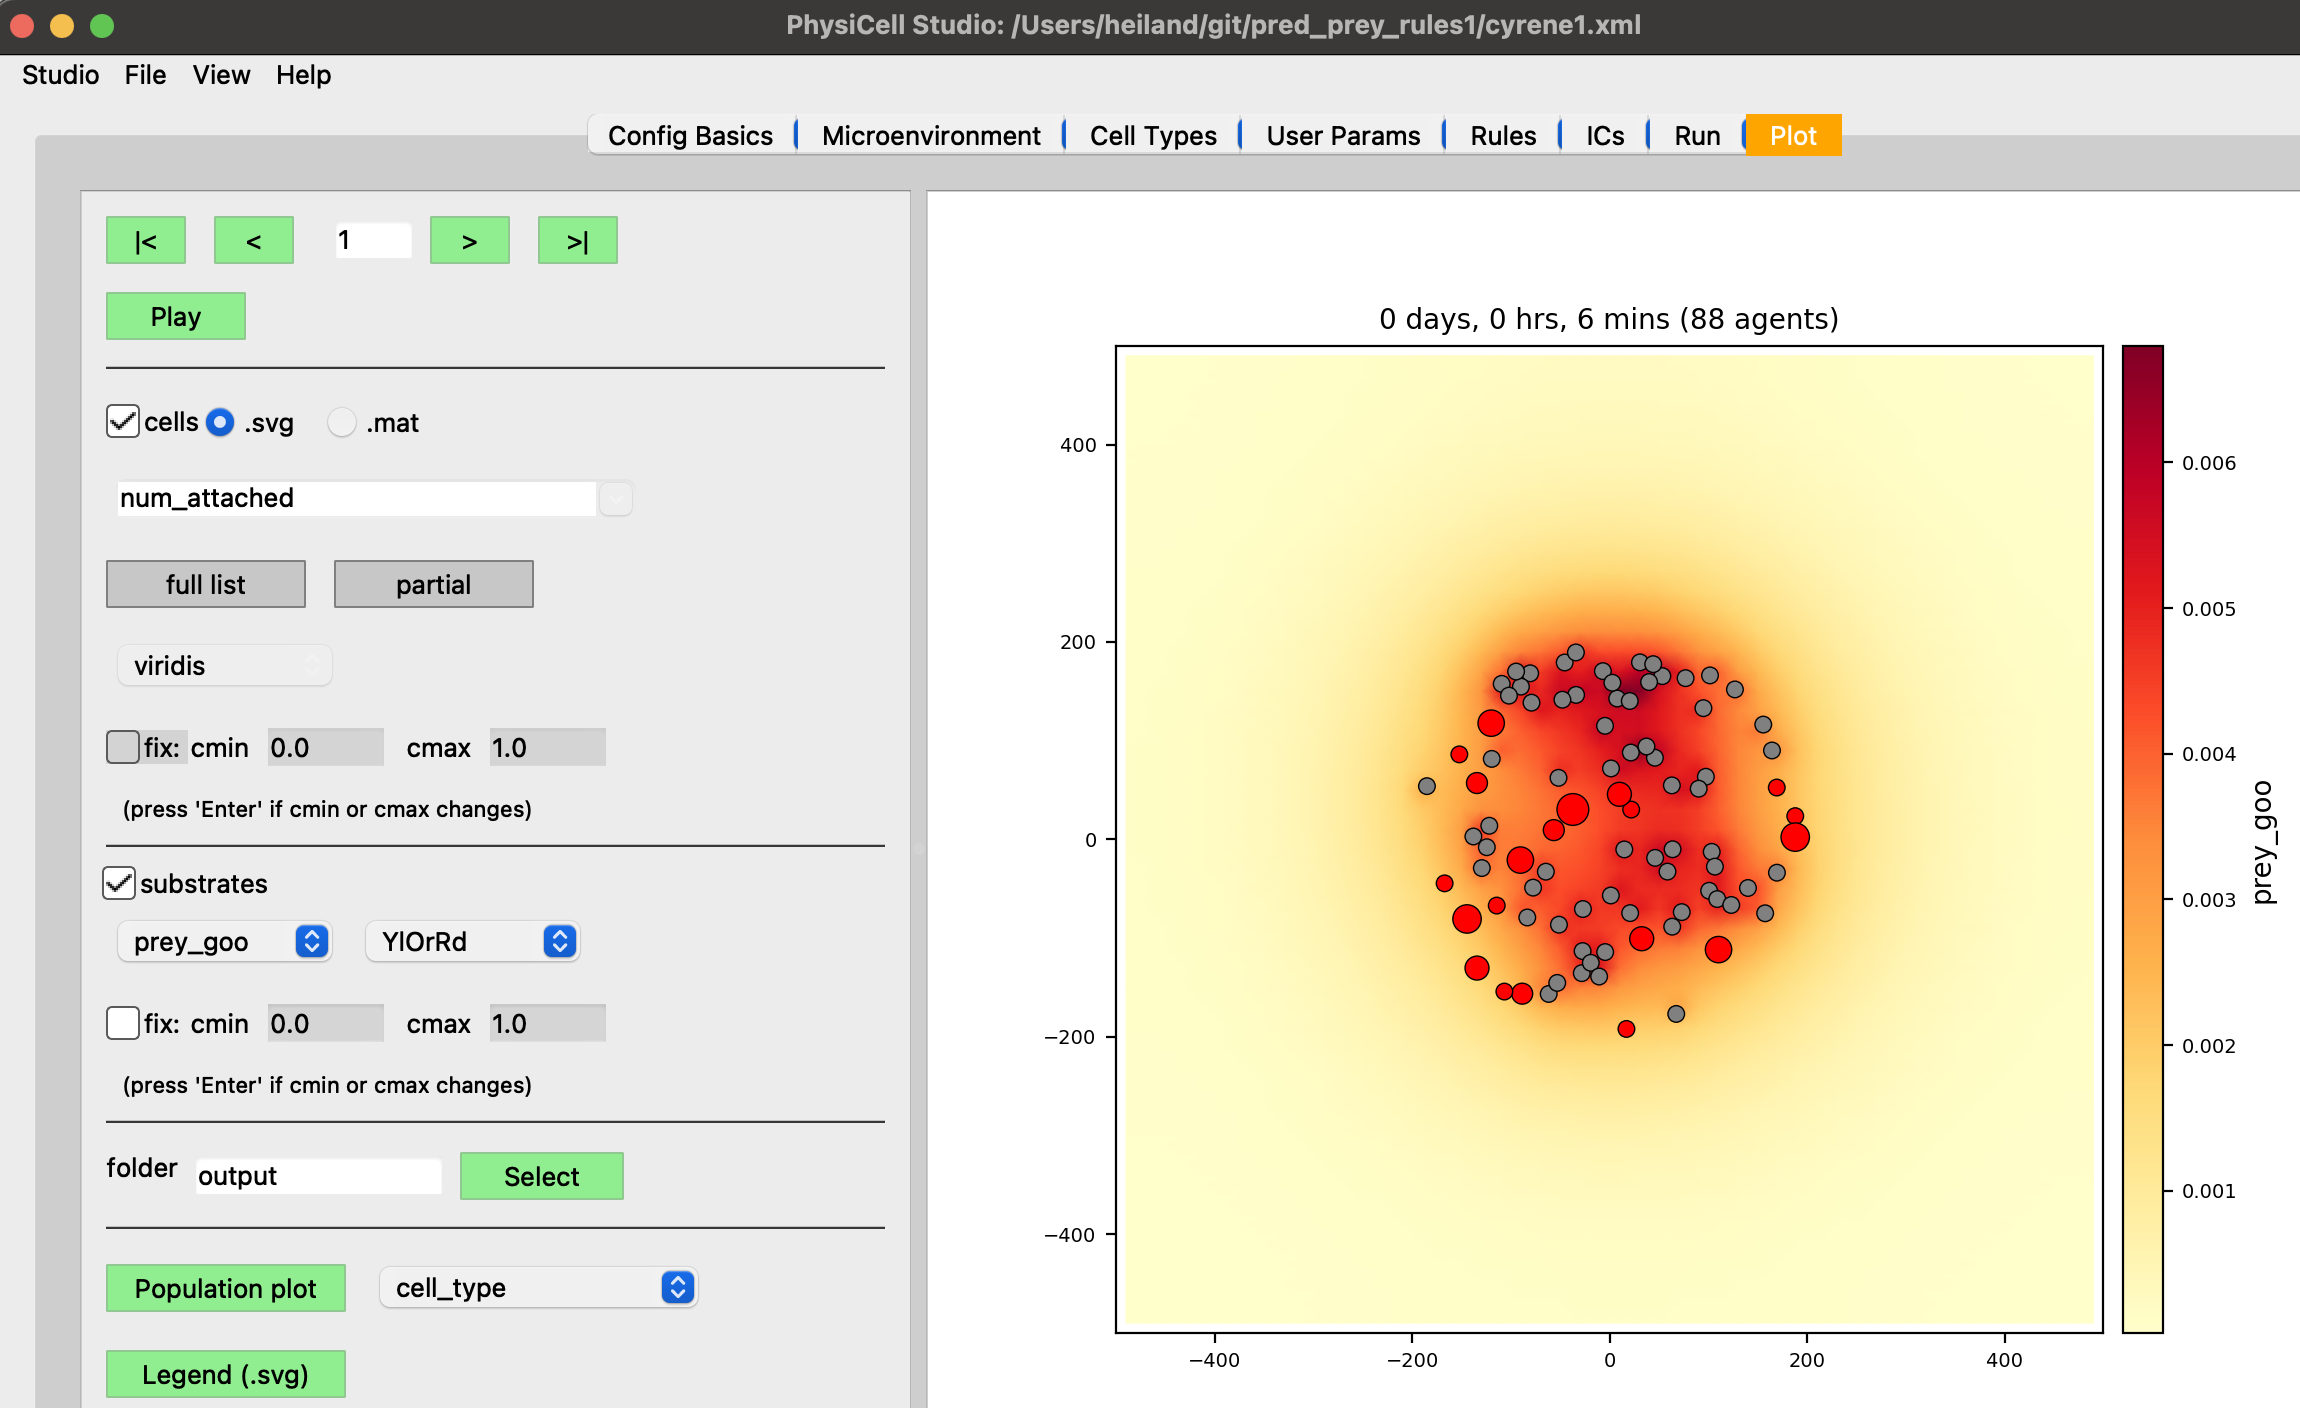 PhysiCell Studio: /Users/heiland/git/pred_prey_rules1/cyrene1.xml
Studio File View Help
Config Basics Microenvironment Cell Types User Params Rules ICs Run Plot
|< < 1 > >|
Play
cells .svg .mat
num_attached
full list partial
viridis
fix: cmin 0.0 cmax 1.0
(press 'Enter' if cmin or cmax changes)
substrates
prey_goo YlOrRd
fix: cmin 0.0 cmax 1.0
(press 'Enter' if cmin or cmax changes)
folder output Select
Population plot cell_type
Legend (.svg)
0 days, 0 hrs, 6 mins (88 agents)
400
200
0
−200
−400
−400 −200 0 200 400
0.006
0.005
0.004
0.003
0.002
0.001
prey_goo